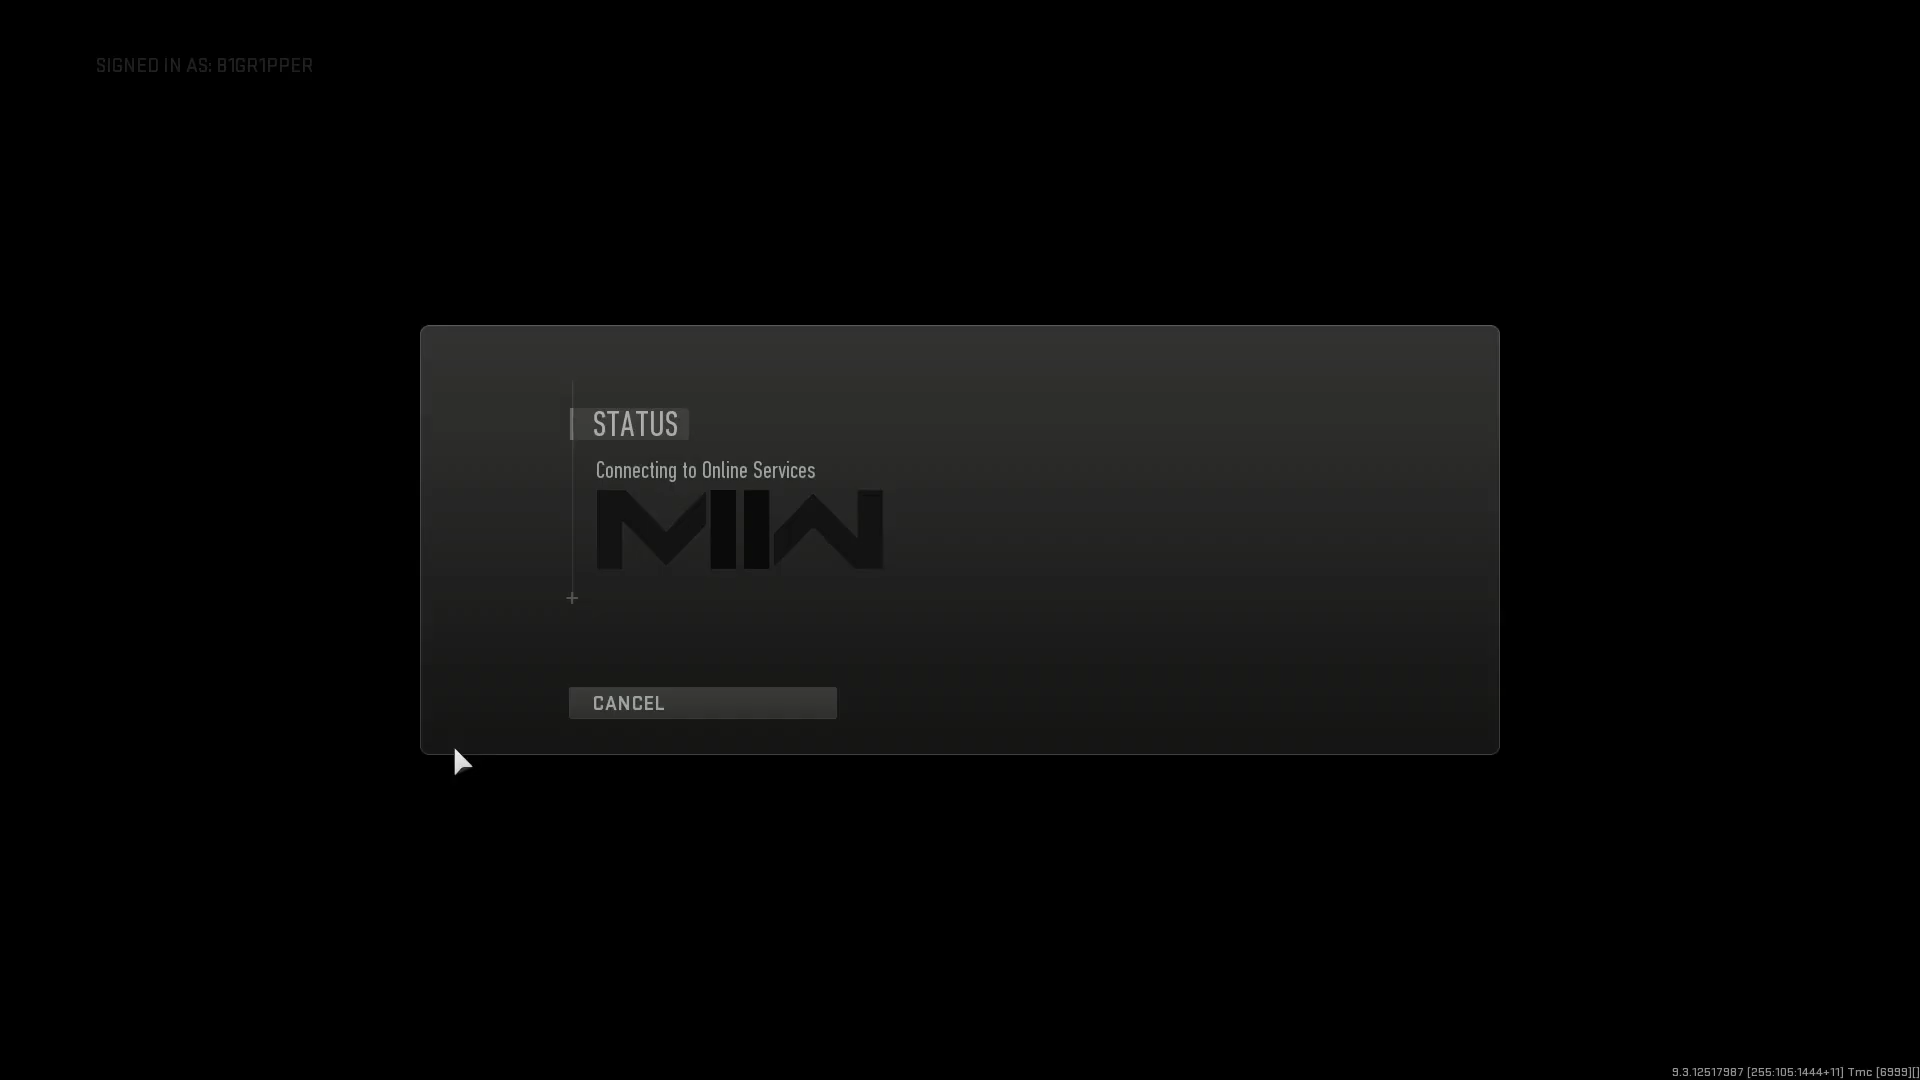 SIGNED IN AS: B1GR1PPER
STATUS
Connecting to Online Services
MIIW
CANCEL
9.3.12517987 [255:105:1444+11] Tmc [6999][]